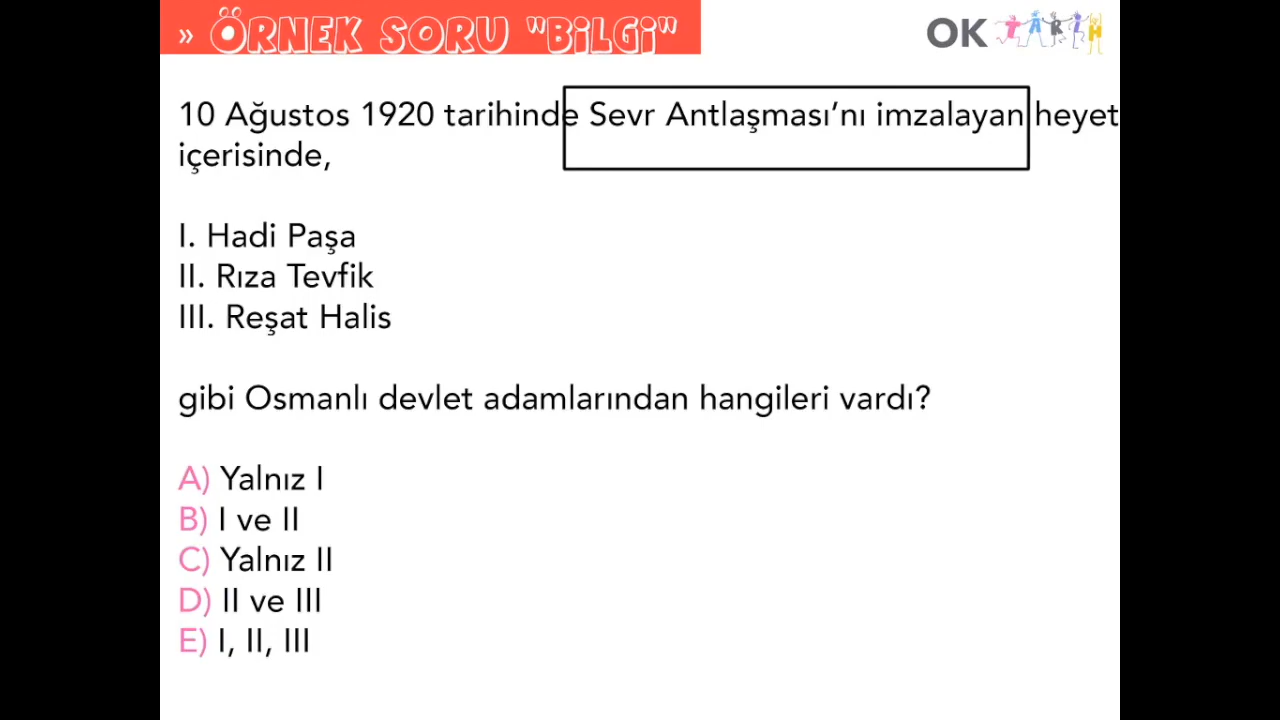 » ÖRNEK SORU "BİLGİ"
OK TARİH
10 Ağustos 1920 tarihinde Sevr Antlaşması’nı imzalayan heyet
içerisinde,
I. Hadi Paşa
II. Rıza Tevfik
III. Reşat Halis
gibi Osmanlı devlet adamlarından hangileri vardı?
A) Yalnız I
B) I ve II
C) Yalnız II
D) II ve III
E) I, II, III